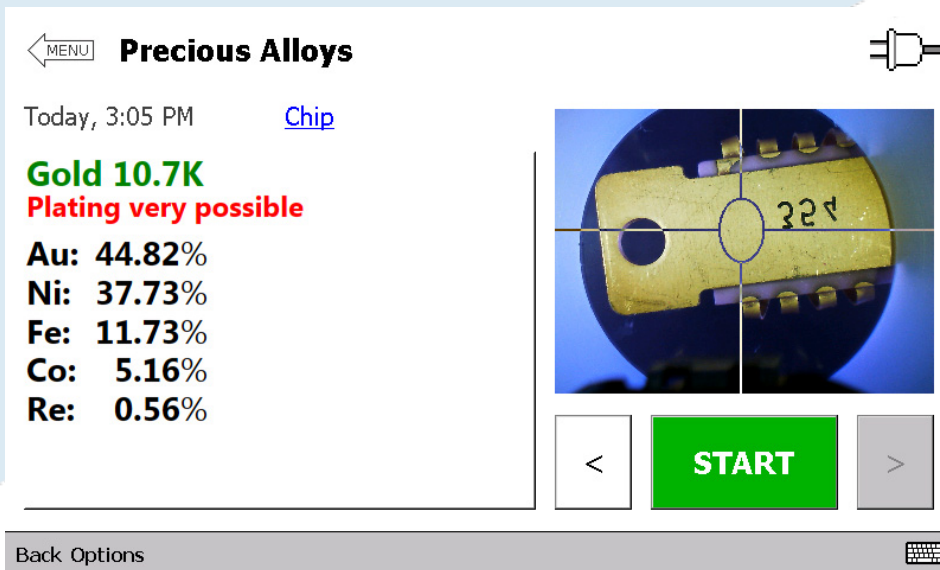 MENU Precious Alloys
Today, 3:05 PM Chip
Gold 10.7K
Plating very possible
Au: 44.82%
Ni: 37.73%
Fe: 11.73%
Co: 5.16%
Re: 0.56%
354
< START >
Back Options